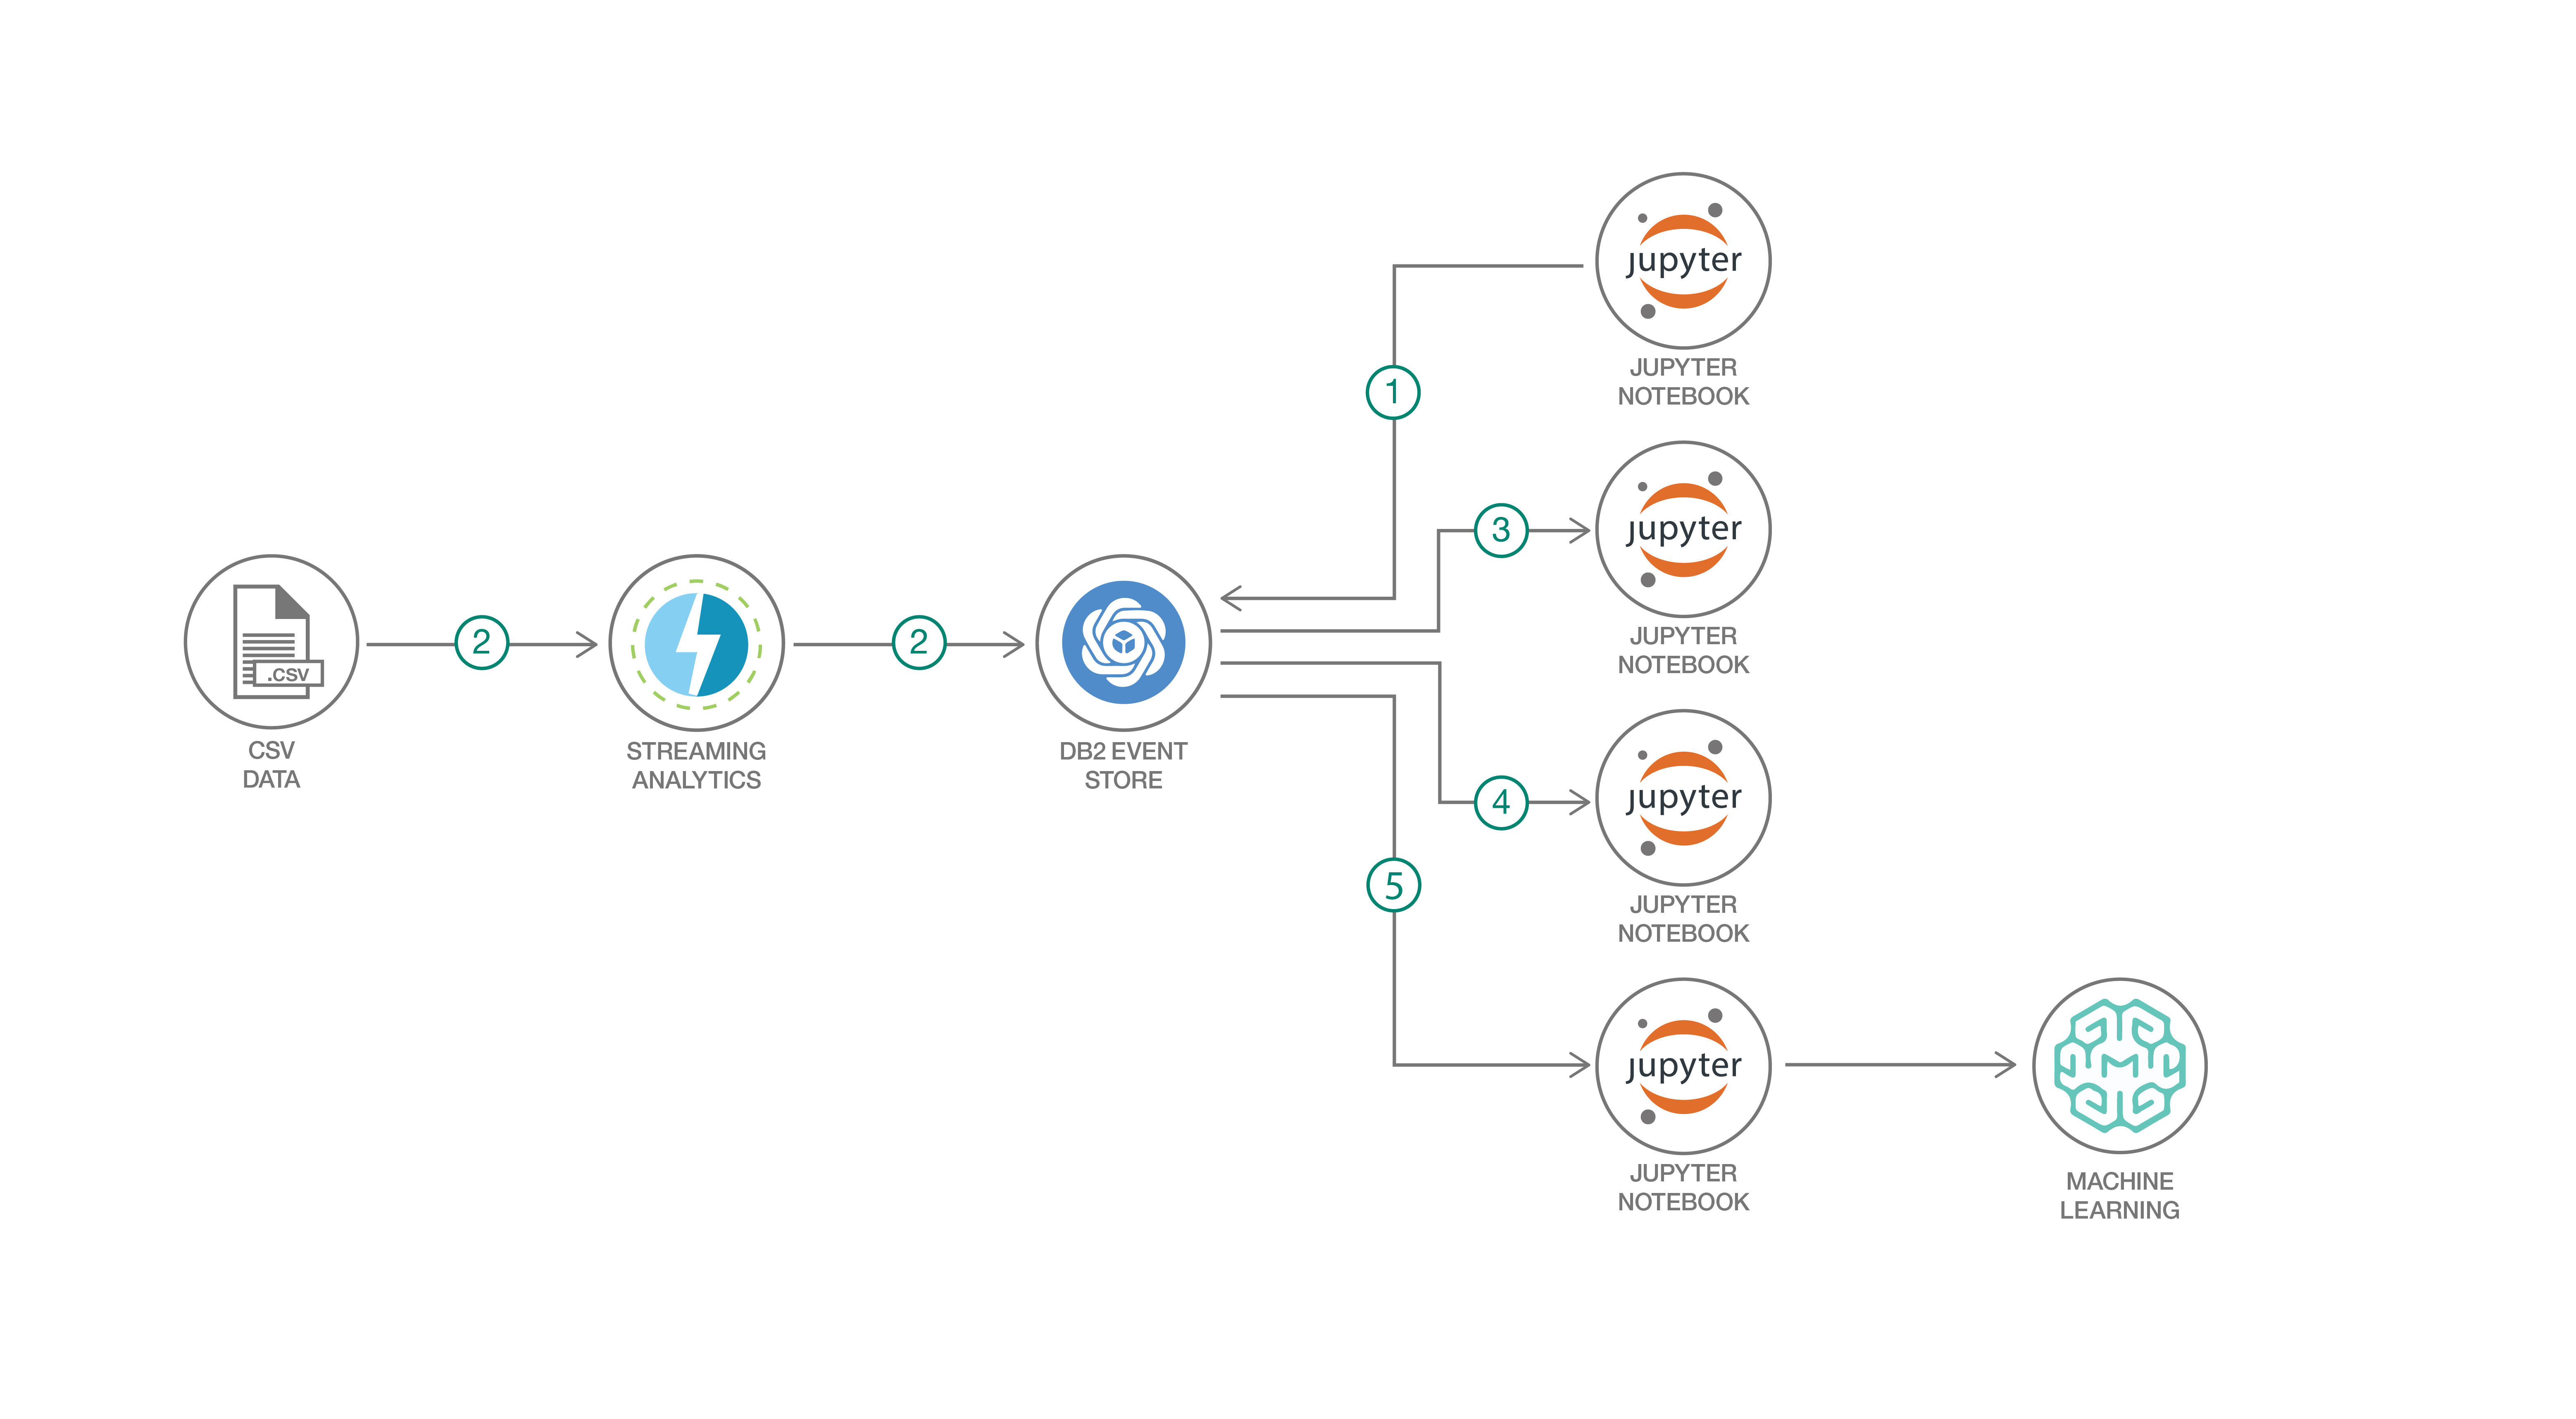 jupyter
JUPYTER
NOTEBOOK
1
jupyter
JUPYTER
NOTEBOOK
3
.CSV
CSV
DATA
2
STREAMING
ANALYTICS
2
DB2 EVENT
STORE
jupyter
JUPYTER
NOTEBOOK
4
5
jupyter
JUPYTER
NOTEBOOK
MACHINE
LEARNING